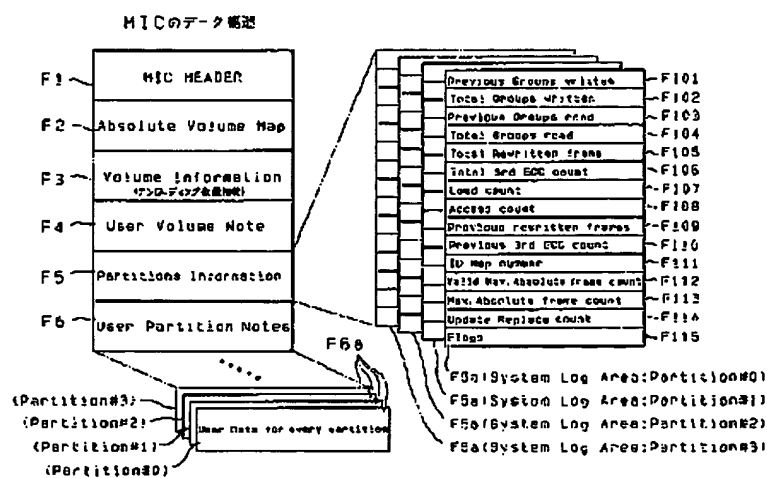 MICのデータ構造
F1
MIC HEADER
F2
Absolute Volume Map
F3
Volume Information
F4
User Volume Note
F5
Partitions Information
F6
User Partition Notes
Previous Groups written
F101
Total Groups written
F102
Previous Groups read
F103
Total Groups read
F104
Total Rewritten frame
F105
Total 3rd ECC count
F106
Load count
F107
Access count
F108
Previous rewritten frames
F109
Previous 3rd ECC count
F110
ID Map number
F111
Valid Max. Absolute frame count
F112
Max. Absolute frame count
F113
Update Replace count
F114
Flags
F115
F6a
(Partition#3)
(Partition#2)
(Partition#1)
(Partition#0)
User Data for every partition
F5a(System Log Area:Partition#0)
F5a(System Log Area:Partition#1)
F5a(System Log Area:Partition#2)
F5a(System Log Area:Partition#3)